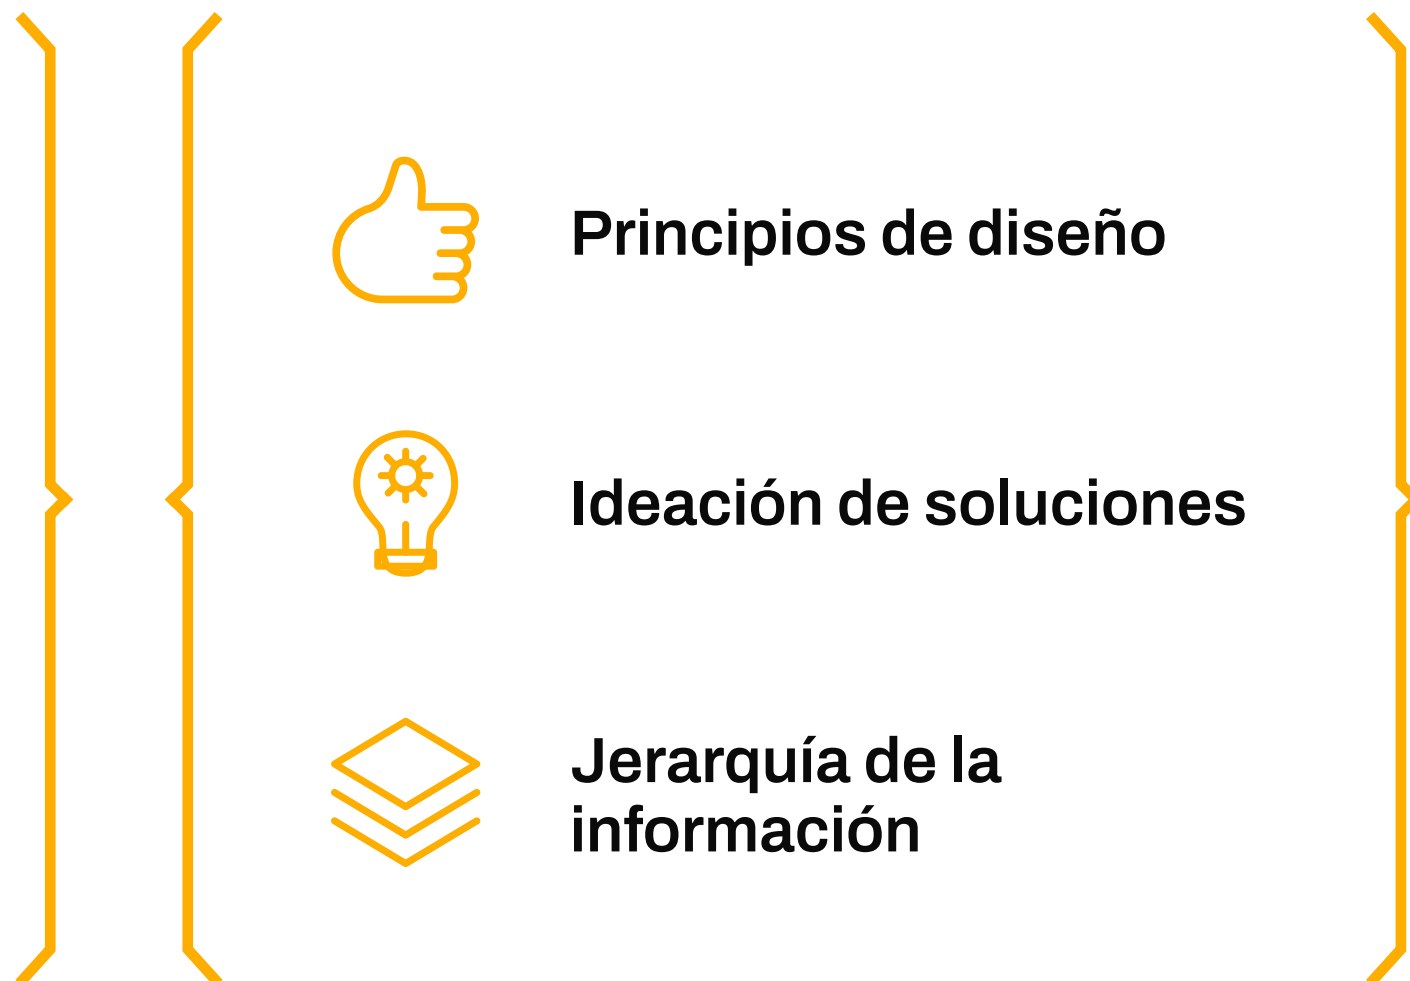 Principios de diseño
Ideación de soluciones
Jerarquía de la
información